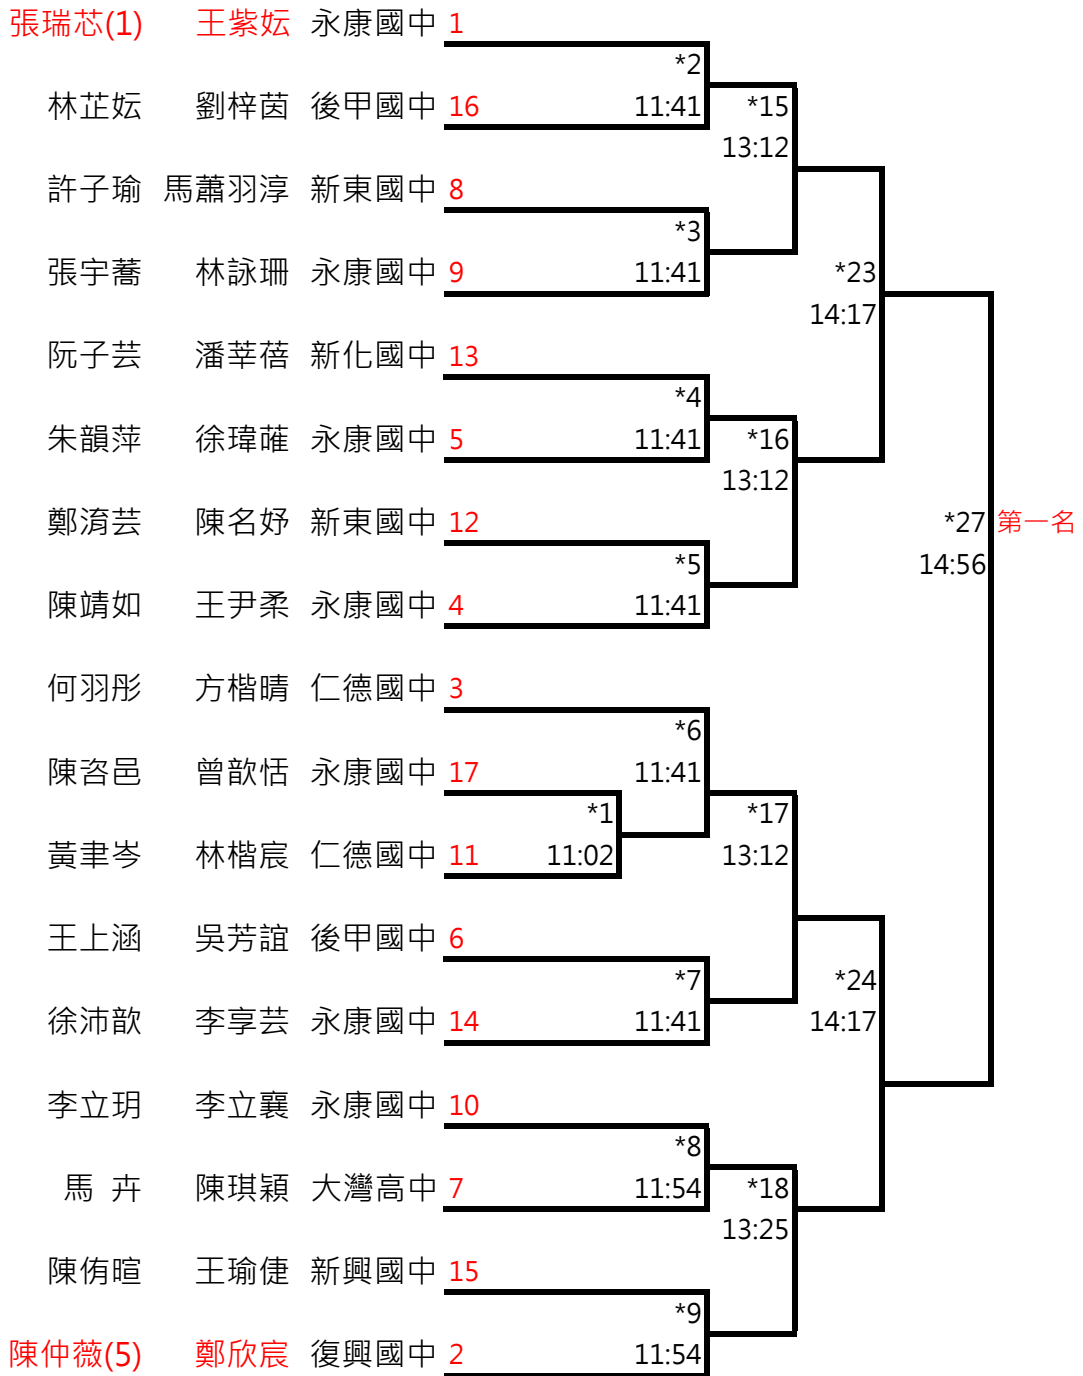 張瑞芯(1) 王紫妘 永康國中 1
*2
林芷妘 劉梓茵 後甲國中 16 11:41 *15
13:12
許子瑜 馬蕭羽淳 新東國中 8
*3
張宇蕎 林詠珊 永康國中 9 11:41 *23
14:17
阮子芸 潘莘蓓 新化國中 13
*4
朱韻萍 徐瑋蓶 永康國中 5 11:41 *16
13:12
鄭淯芸 陳名妤 新東國中 12 *27 第一名
*5 14:56
陳靖如 王尹柔 永康國中 4 11:41
何羽彤 方楷晴 仁德國中 3
*6
陳咨邑 曾歆恬 永康國中 17 11:41
*1 *17
黃聿岑 林楷宸 仁德國中 11 11:02 13:12
王上涵 吳芳誼 後甲國中 6
*7 *24
徐沛歆 李享芸 永康國中 14 11:41 14:17
李立玥 李立襄 永康國中 10
*8
馬 卉 陳琪穎 大灣高中 7 11:54 *18
13:25
陳侑暄 王瑜倢 新興國中 15
*9
陳仲薇(5) 鄭欣宸 復興國中 2 11:54